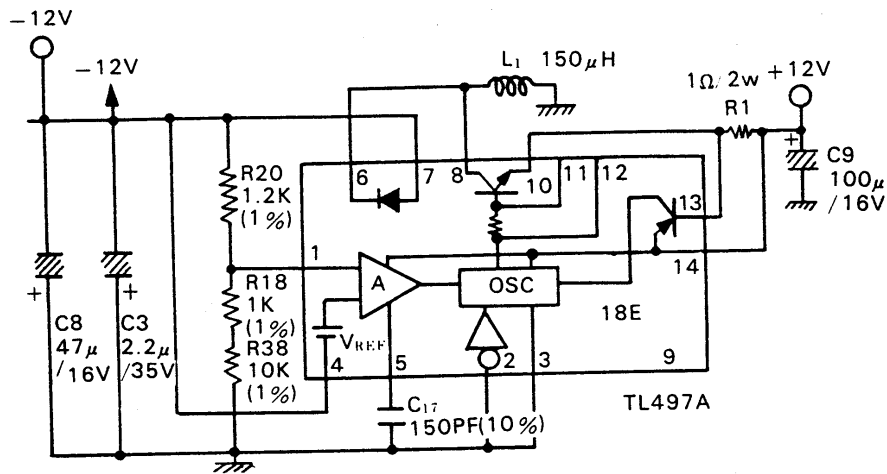 -12V
-12V
L1 150μH
1Ω/2w
+12V
R1
+
C9
100μ
/16V
6
7
8
10
11
12
13
14
R20
1.2K
(1%)
1
R18
1K
(1%)
R38
10K
(1%)
A
OSC
18E
VREF
4
5
2
3
9
+
C8
47μ
/16V
+
C3
2.2μ
/35V
C17
150PF(10%)
TL497A